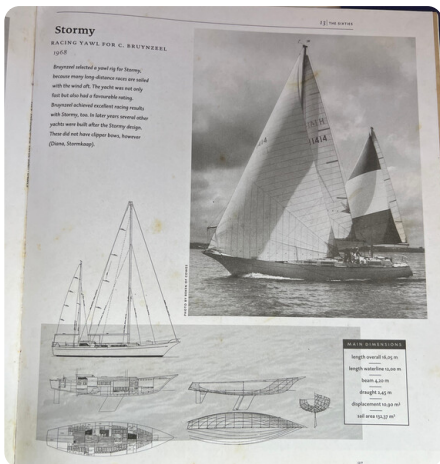 13 | THE SIXTIES
Stormy
RACING YAWL FOR C. BRUYNZEEL
1968
Bruynzeel selected a yawl rig for Stormy,
because many long-distance races are sailed
with the wind aft. The yacht was not only
fast but also had a favourable rating.
Bruynzeel achieved excellent racing results
with Stormy, too. In later years several other
yachts were built after the Stormy design.
These did not have clipper bows, however
(Diana, Stormkaap).
1414
PHOTO BY
MAIN DIMENSIONS
length overall 16,05 m
length waterline 12,00 m
beam 4,20 m
draught 2,45 m
displacement
sail area 132,37 m²